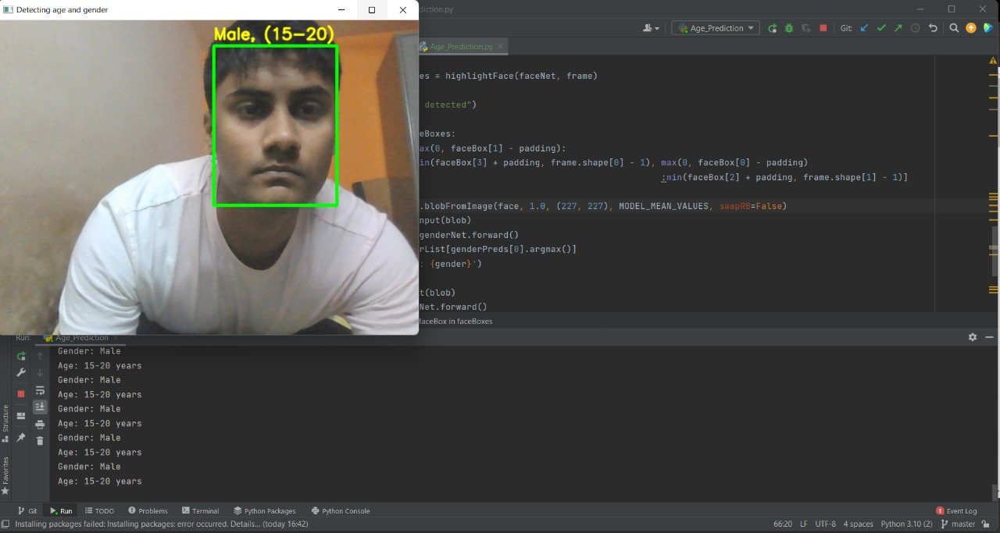 Detecting age and gender
diction.py
Male, (15-20)
Age_Prediction
Git:
Age_Prediction.py
es = highlightFace(faceNet, frame)
detected")
eBoxes:
ax(0, faceBox[1] - padding):
in(faceBox[3] + padding, frame.shape[0] - 1), max(0, faceBox[0] - padding)
:min(faceBox[2] + padding, frame.shape[1] - 1)]
.blobFromImage(face, 1.0, (227, 227), MODEL_MEAN_VALUES, swapRB=False)
nput(blob)
genderNet.forward()
rList[genderPreds[0].argmax()]
: {gender}')
t(blob)
Net.forward()
faceBox in faceBoxes
Run:
Age_Prediction
Gender: Male
Age: 15-20 years
Gender: Male
Age: 15-20 years
Gender: Male
Age: 15-20 years
Gender: Male
Age: 15-20 years
Gender: Male
Age: 15-20 years
Structure
Favorites
Git
Run
TODO
Problems
Terminal
Python Packages
Python Console
1 Event Log
Installing packages failed: Installing packages: error occurred. Details... (today 16:42)
66:20 LF UTF-8 4 spaces Python 3.10 (2) master